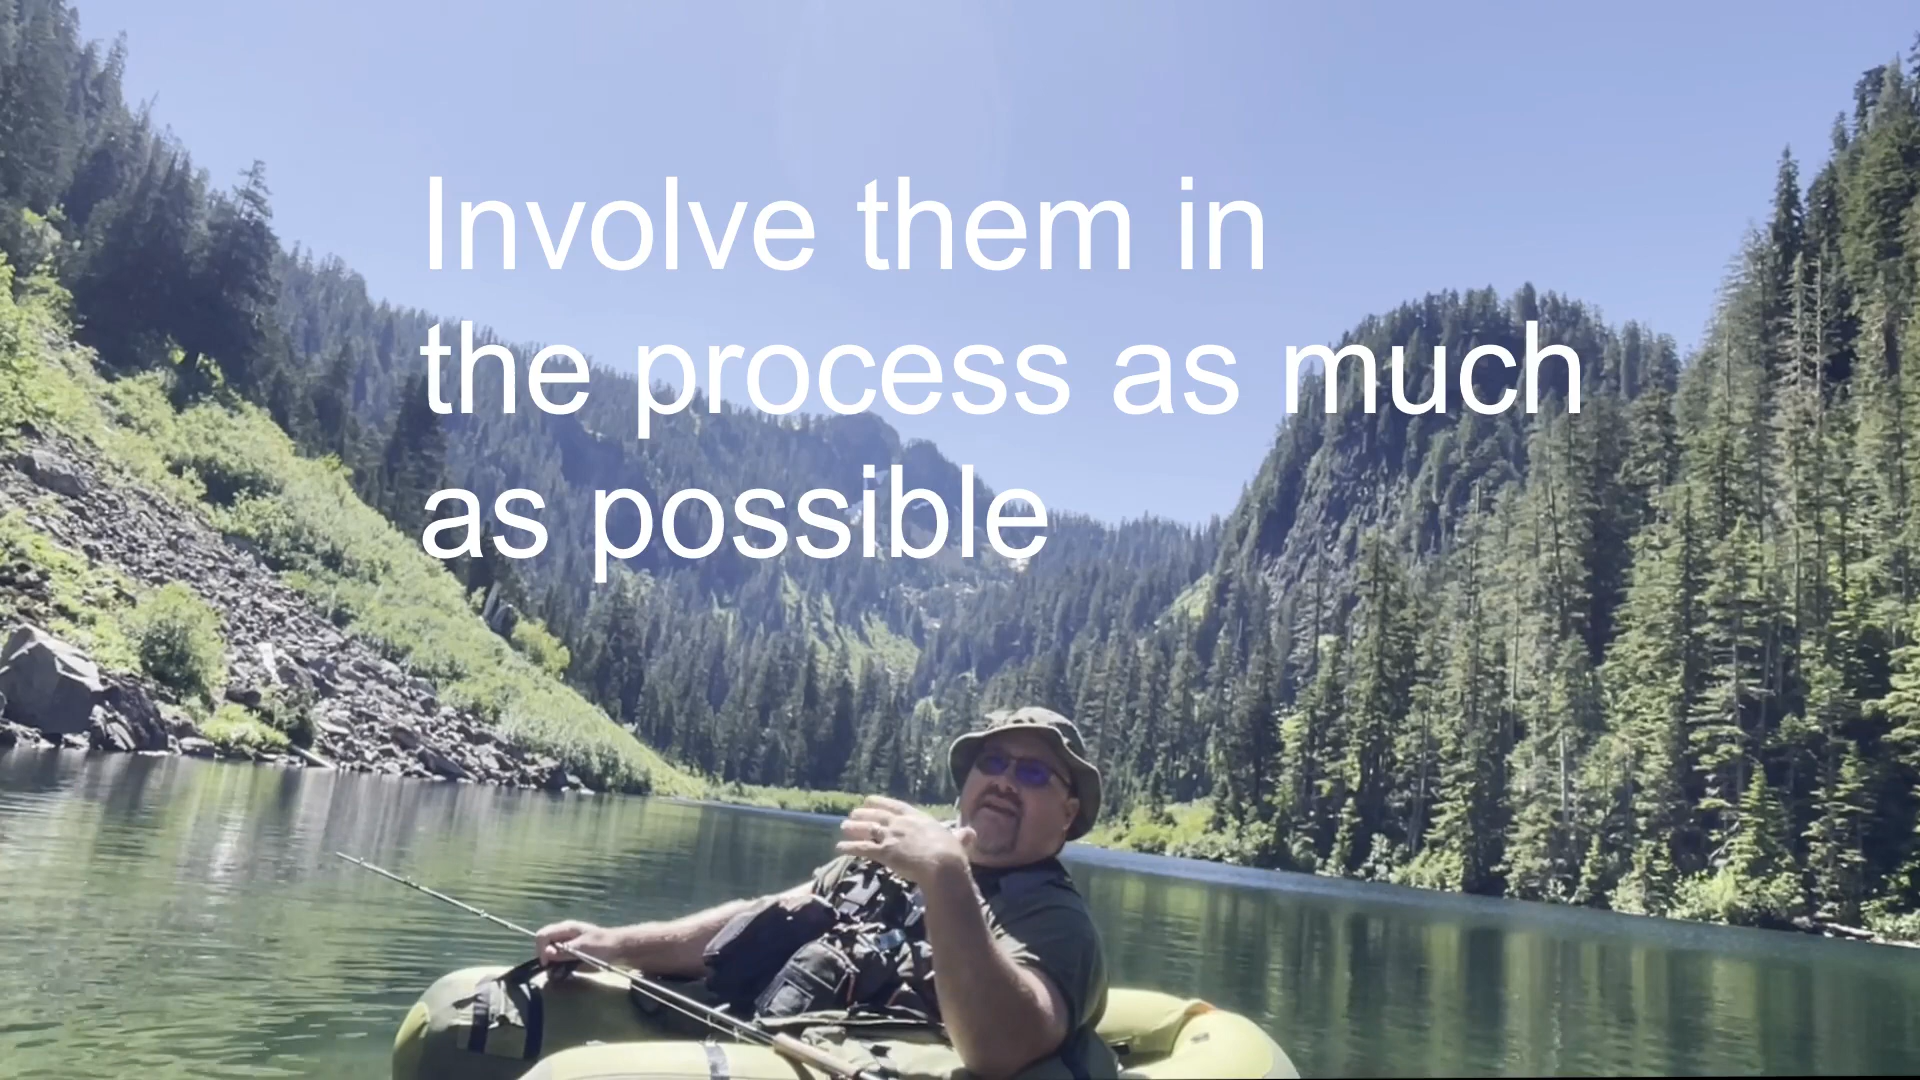 Involve them in
the process as much
as possible